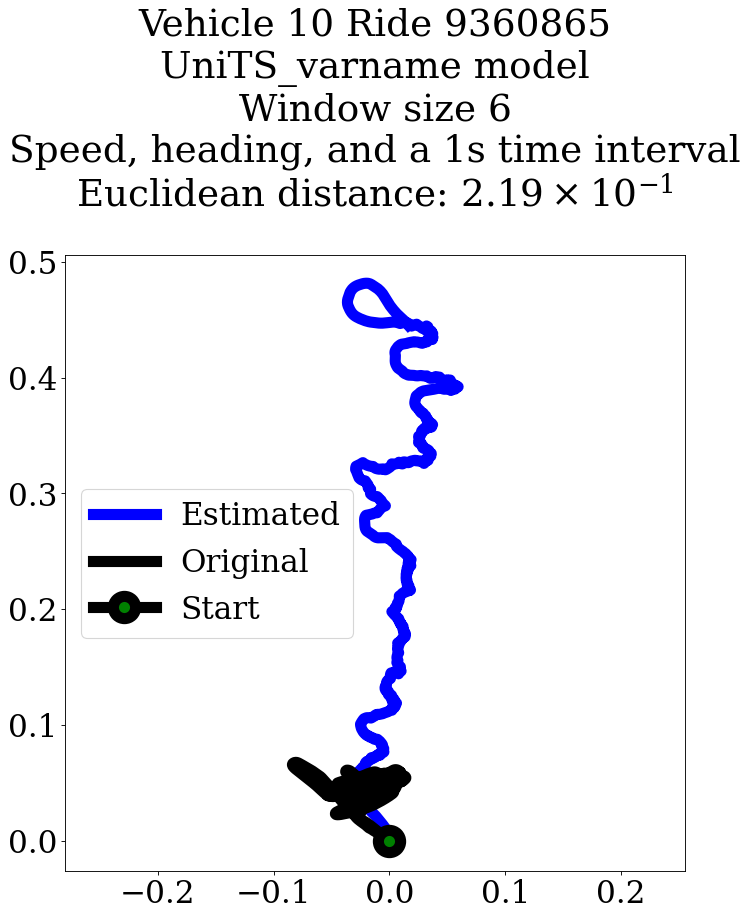 Vehicle 10 Ride 9360865
UniTS_varname model
Window size 6
Speed, heading, and a 1s time interval
Euclidean distance: 2.19 × 10⁻¹
0.5
0.4
0.3
0.2
0.1
0.0
Estimated
Original
Start
−0.2 −0.1 0.0 0.1 0.2